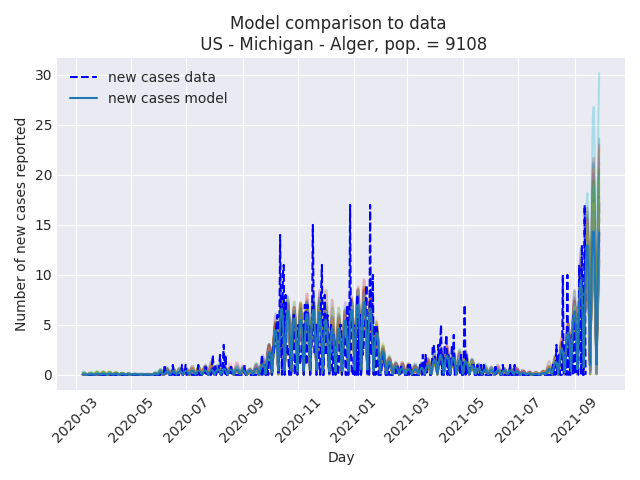 Model comparison to data
US - Michigan - Alger, pop. = 9108
new cases data
new cases model
Number of new cases reported
30
25
20
15
10
5
0
2020-03
2020-05
2020-07
2020-09
2020-11
2021-01
2021-03
2021-05
2021-07
2021-09
Day